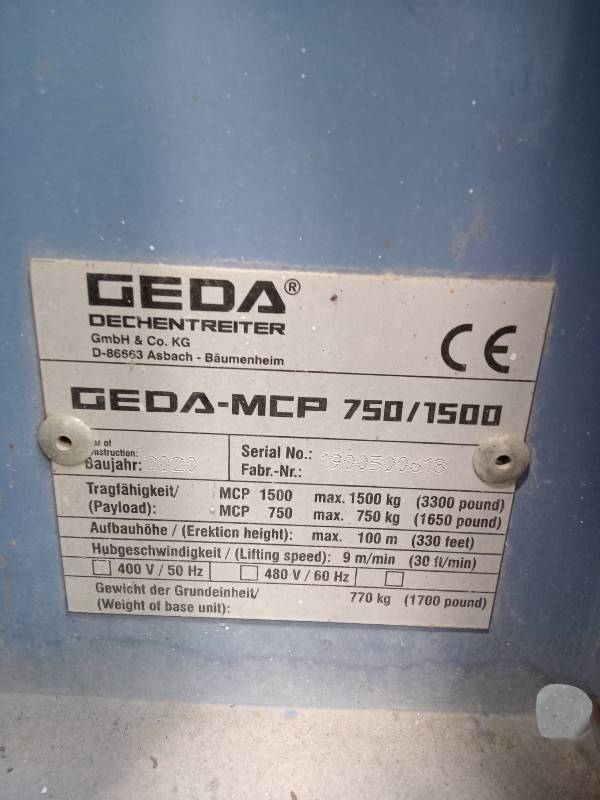 GEDA®
DECHENTREITER
GmbH & Co. KG
D-86663 Asbach - Bäumenheim
CE
GEDA-MCP 750/1500
Baujahr: 2020
Serial No.:
Fabr.-Nr.: 1900500618
Tragfähigkeit/ MCP 1500 max. 1500 kg (3300 pound)
(Payload): MCP 750 max. 750 kg (1650 pound)
Aufbauhöhe / (Erektion height): max. 100 m (330 feet)
Hubgeschwindigkeit / (Lifting speed): 9 m/min (30 ft/min)
400 V / 50 Hz 480 V / 60 Hz
Gewicht der Grundeinheit/
(Weight of base unit): 770 kg (1700 pound)